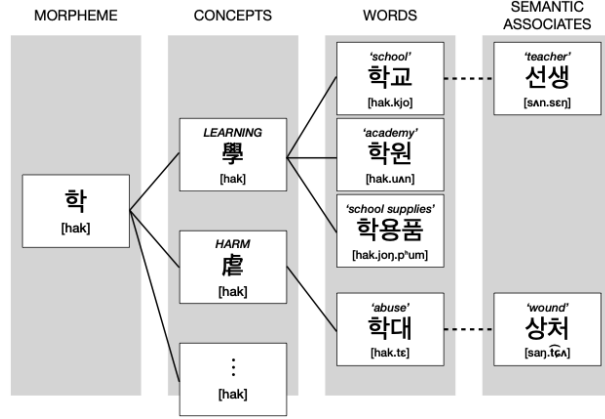 MORPHEME
CONCEPTS
WORDS
SEMANTIC
ASSOCIATES
학
[hak]
LEARNING
學
[hak]
HARM
虐
[hak]
⋮
[hak]
‘school’
학교
[hak.kjo]
‘academy’
학원
[hak.uʌn]
‘school supplies’
학용품
[hak.joŋ.pʰum]
‘abuse’
학대
[hak.tɛ]
‘teacher’
선생
[sʌn.sɛŋ]
‘wound’
상처
[saŋ.t͡ɕʌ]